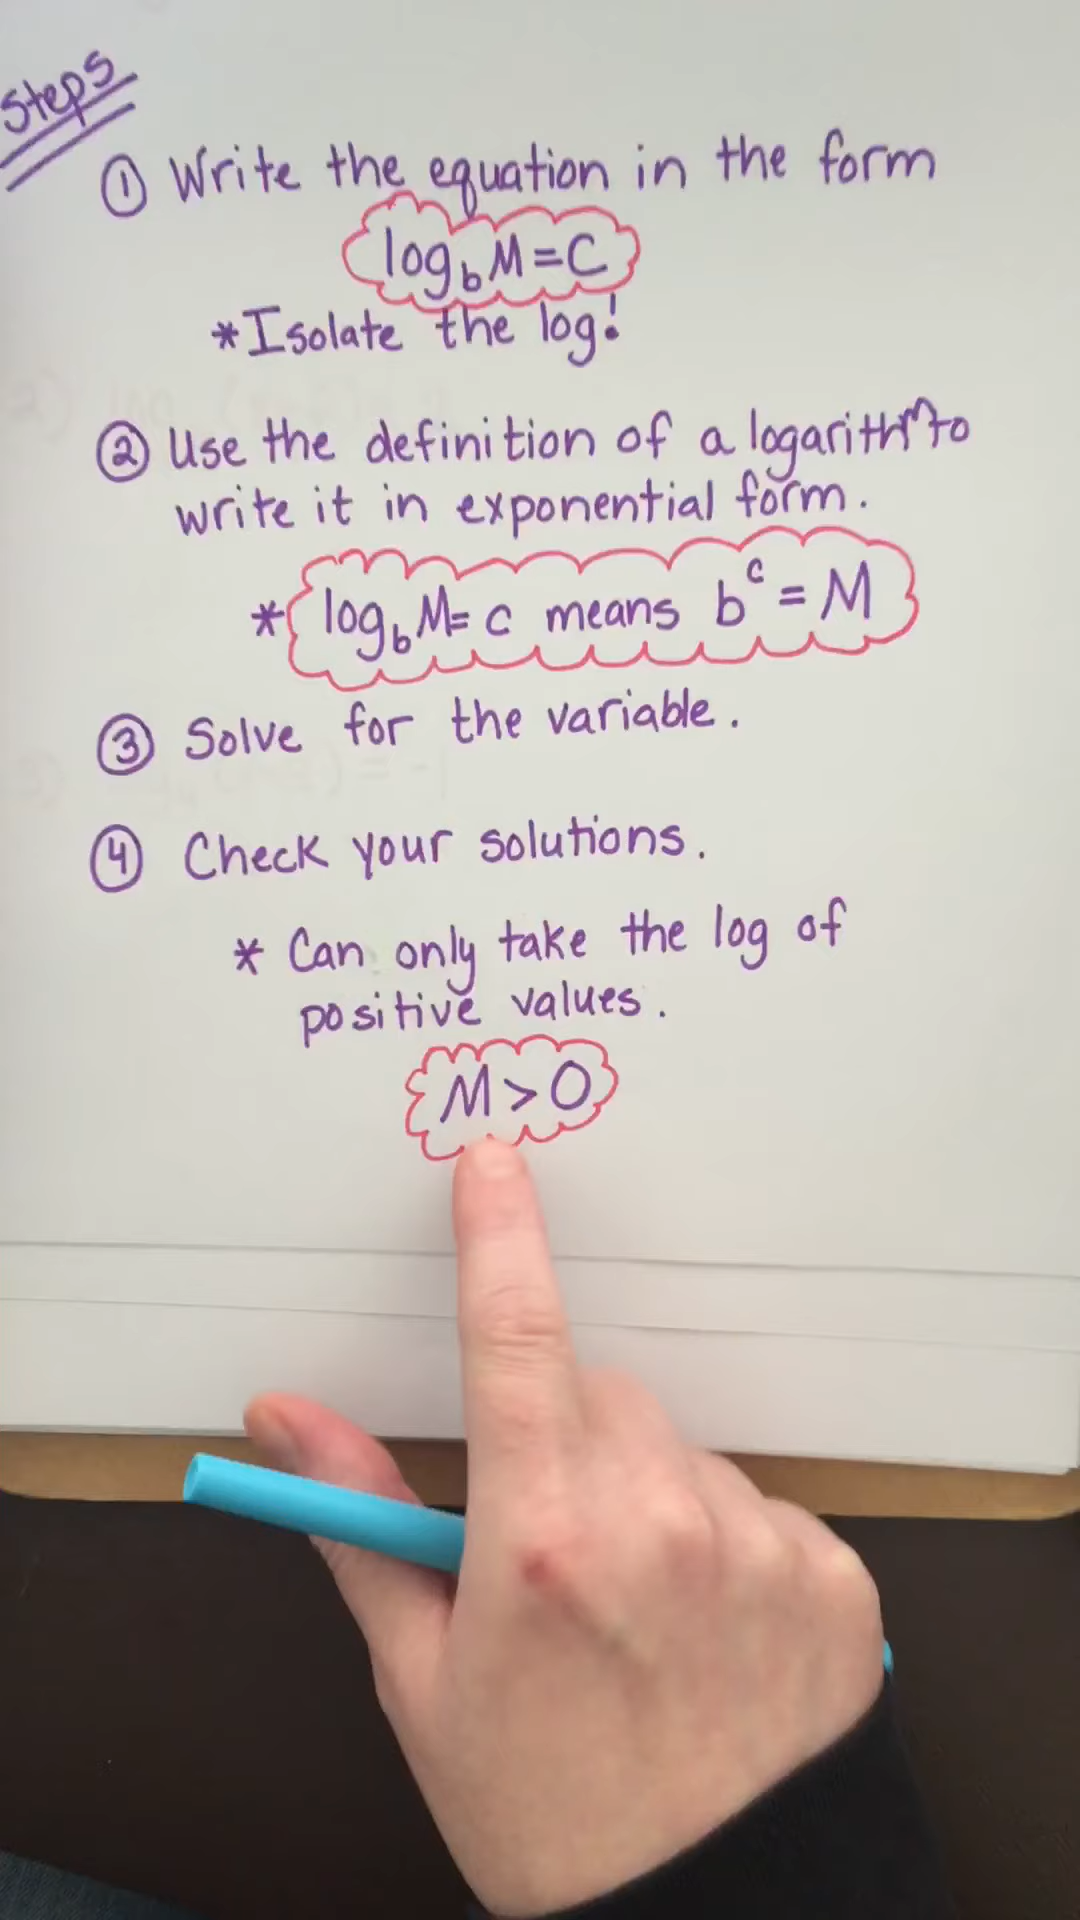 Steps
① Write the equation in the form
log_b M = C
* Isolate the log!
② Use the definition of a logarithm to
write it in exponential form.
* log_b M = c means b^c = M
③ Solve for the variable.
④ Check your solutions.
* Can only take the log of
positive values.
M > 0